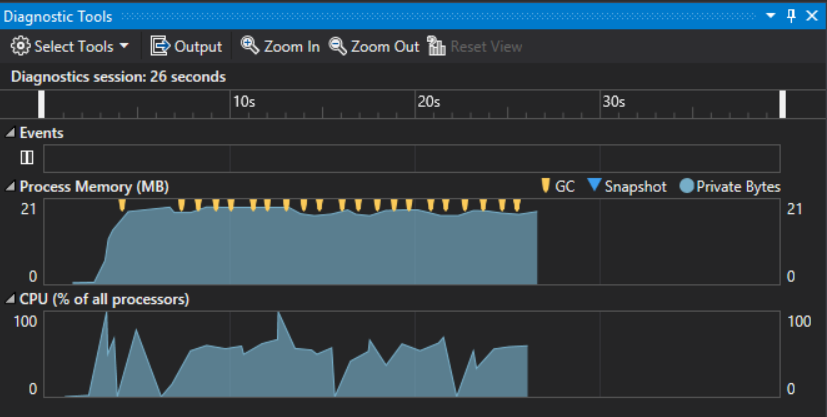 Diagnostic Tools
Select Tools Output Zoom In Zoom Out Reset View
Diagnostics session: 26 seconds
10s 20s 30s
Events
Process Memory (MB) GC Snapshot Private Bytes
21 21
0 0
CPU (% of all processors)
100 100
0 0